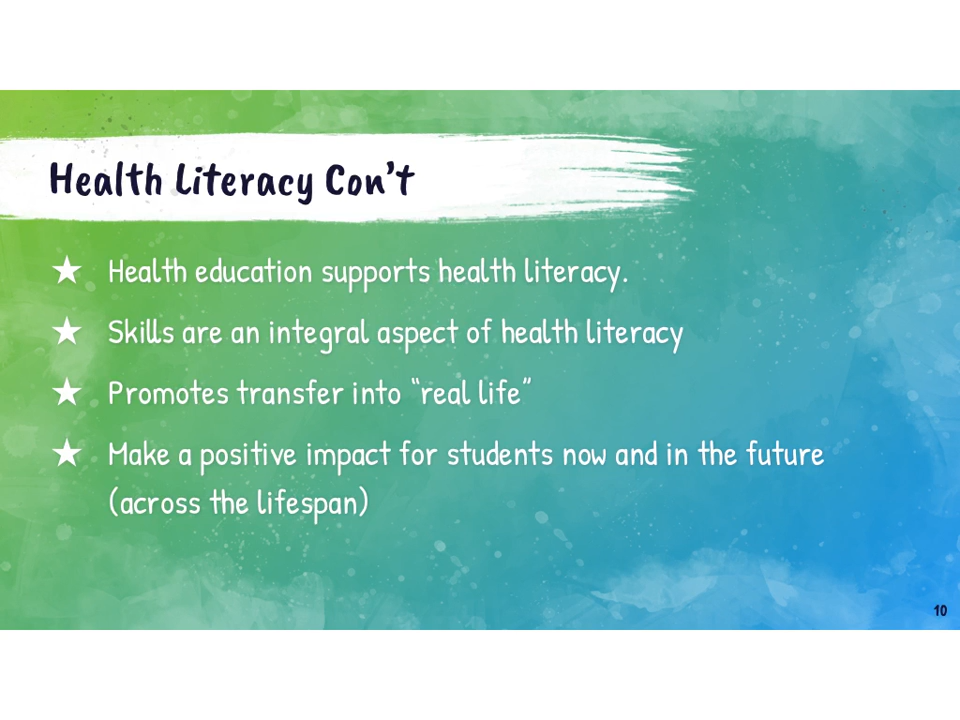 Health Literacy Con’t
★ Health education supports health literacy.
★ Skills are an integral aspect of health literacy
★ Promotes transfer into “real life”
★ Make a positive impact for students now and in the future
(across the lifespan)
10